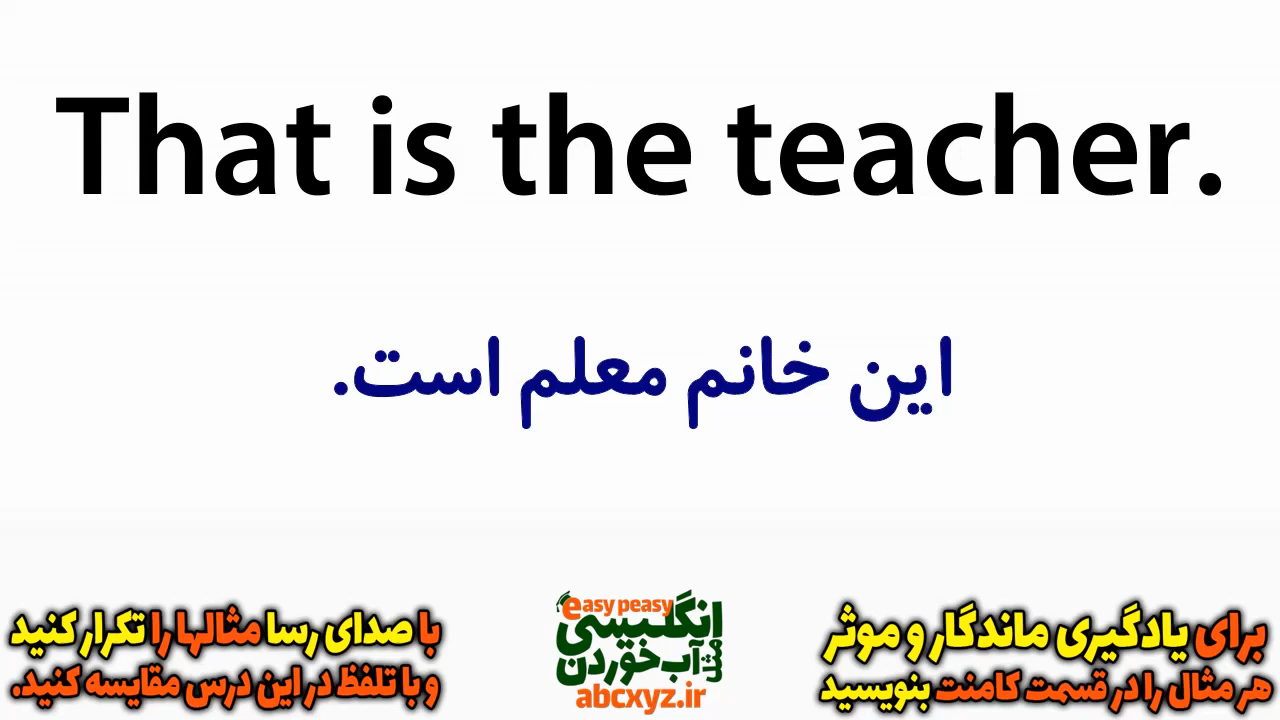 That is the teacher.
این خانم معلم است.
برای یادگیری ماندگار و موثر
هر مثال را در قسمت کامنت بنویسید
easy peasy
انگلیسی
مثل آب خوردن
abcxyz.ir
با صدای رسا مثالها را تکرار کنید
و با تلفظ در این درس مقایسه کنید.